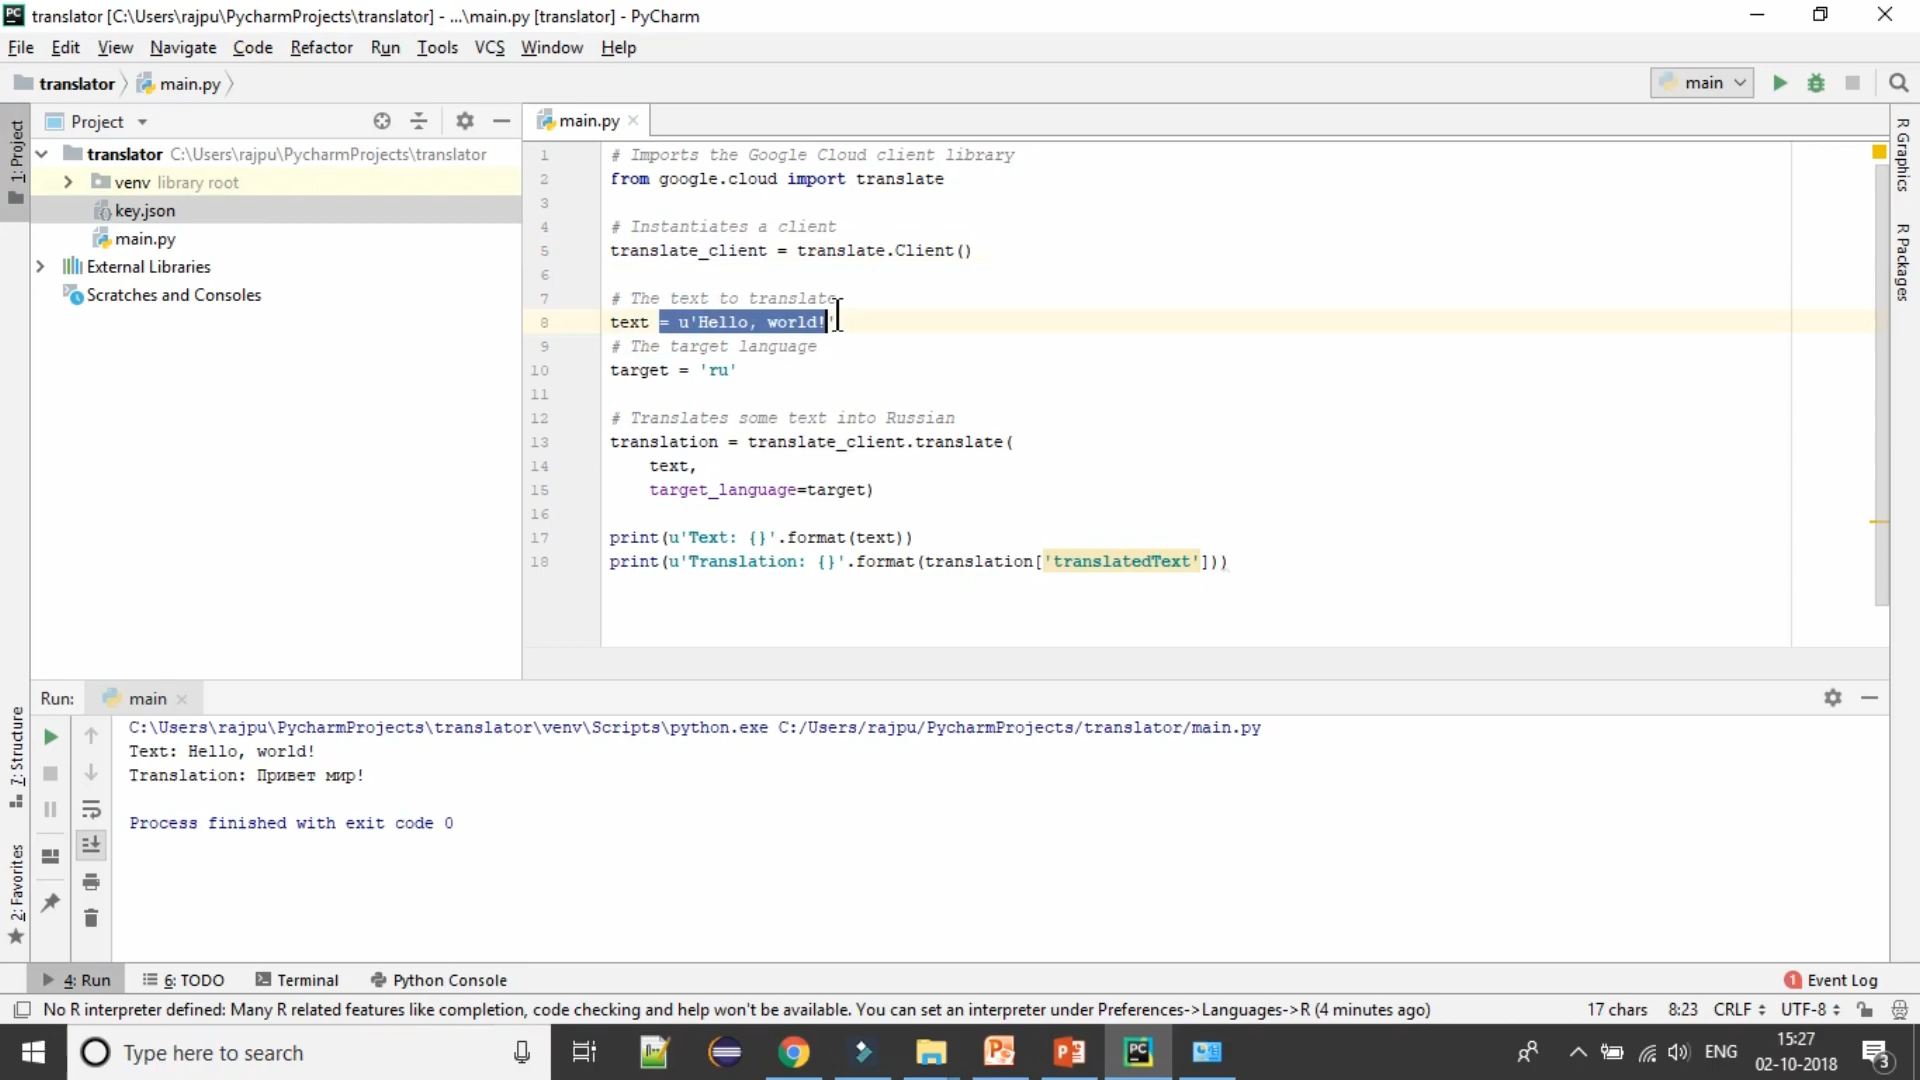 translator [C:\Users\rajpu\PycharmProjects\translator] - ...\main.py [translator] - PyCharm
File Edit View Navigate Code Refactor Run Tools VCS Window Help
translator main.py main
1: Project
Project
main.py
translator C:\Users\rajpu\PycharmProjects\translator
venv library root
key.json
main.py
External Libraries
Scratches and Consoles
1 # Imports the Google Cloud client library
2 from google.cloud import translate
3
4 # Instantiates a client
5 translate_client = translate.Client()
6
7 # The text to translate
8 text = u'Hello, world!'
9 # The target language
10 target = 'ru'
11
12 # Translates some text into Russian
13 translation = translate_client.translate(
14 text,
15 target_language=target)
16
17 print(u'Text: {}'.format(text))
18 print(u'Translation: {}'.format(translation['translatedText']))
R Graphics
R Packages
Run: main
C:\Users\rajpu\PycharmProjects\translator\venv\Scripts\python.exe C:/Users/rajpu/PycharmProjects/translator/main.py
Text: Hello, world!
Translation: Привет мир!
Process finished with exit code 0
7: Structure
2: Favorites
4: Run 6: TODO Terminal Python Console 1 Event Log
No R interpreter defined: Many R related features like completion, code checking and help won't be available. You can set an interpreter under Preferences->Languages->R (4 minutes ago) 17 chars 8:23 CRLF UTF-8
Type here to search
ENG
15:27
02-10-2018
3